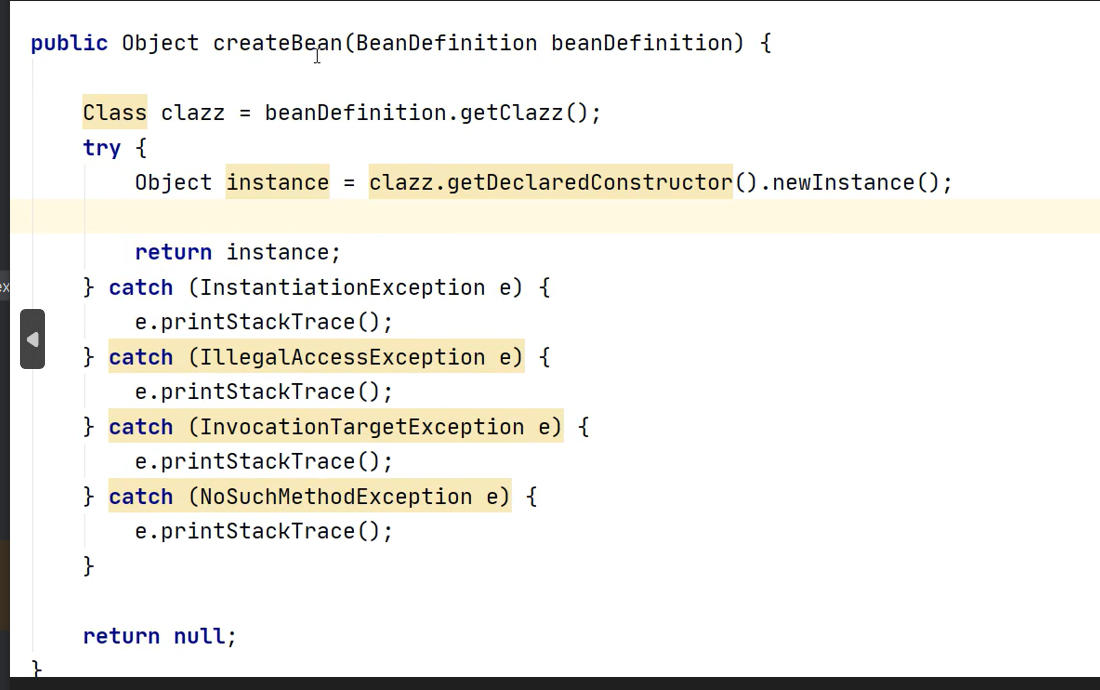 public Object createBean(BeanDefinition beanDefinition) {
Class clazz = beanDefinition.getClazz();
try {
Object instance = clazz.getDeclaredConstructor().newInstance();
return instance;
} catch (InstantiationException e) {
e.printStackTrace();
} catch (IllegalAccessException e) {
e.printStackTrace();
} catch (InvocationTargetException e) {
e.printStackTrace();
} catch (NoSuchMethodException e) {
e.printStackTrace();
}
return null;
}